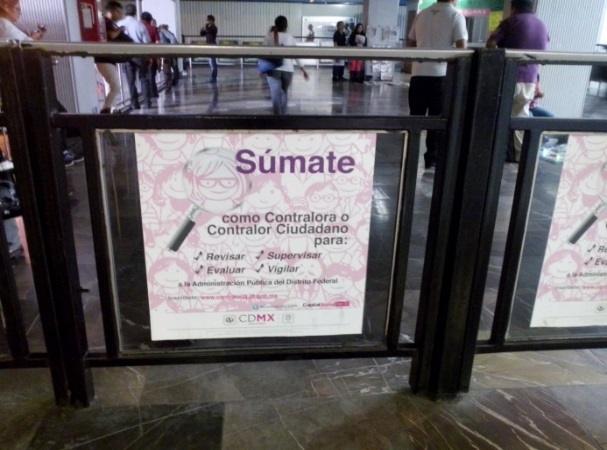 Súmate
como Contralora o
Contralor Ciudadano
para:
✓ Revisar ✓ Supervisar
✓ Evaluar ✓ Vigilar
a la Administración Pública del Distrito Federal
CDMX